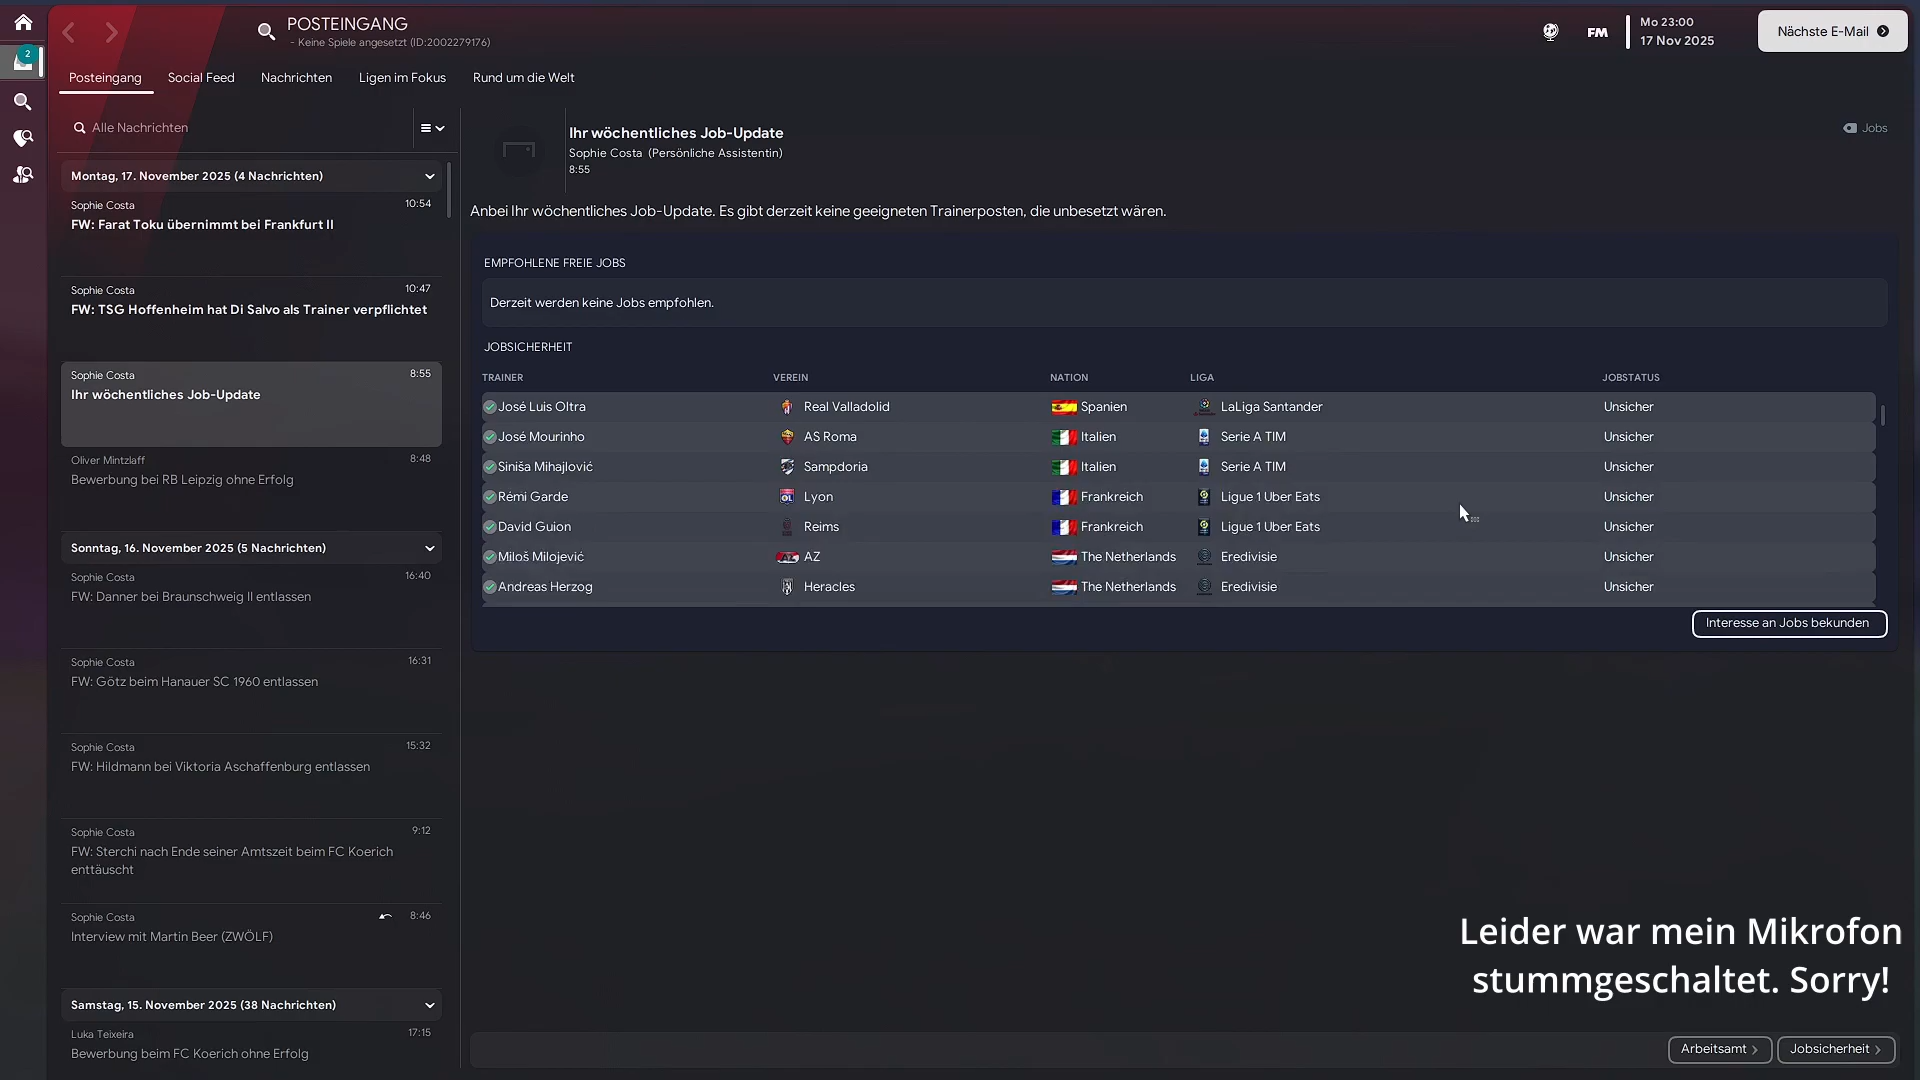 2
POSTEINGANG
- Keine Spiele angesetzt (ID:2002279176)
FM
Mo 23:00
17 Nov 2025
Nächste E-Mail
Posteingang
Social Feed
Nachrichten
Ligen im Fokus
Rund um die Welt
Alle Nachrichten
Montag, 17. November 2025 (4 Nachrichten)
Sophie Costa 10:54
FW: Farat Toku übernimmt bei Frankfurt II
Sophie Costa 10:47
FW: TSG Hoffenheim hat Di Salvo als Trainer verpflichtet
Sophie Costa 8:55
Ihr wöchentliches Job-Update
Oliver Mintzlaff 8:48
Bewerbung bei RB Leipzig ohne Erfolg
Sonntag, 16. November 2025 (5 Nachrichten)
Sophie Costa 16:40
FW: Danner bei Braunschweig II entlassen
Sophie Costa 16:31
FW: Götz beim Hanauer SC 1960 entlassen
Sophie Costa 15:32
FW: Hildmann bei Viktoria Aschaffenburg entlassen
Sophie Costa 9:12
FW: Sterchi nach Ende seiner Amtszeit beim FC Koerich
enttäuscht
Sophie Costa 8:46
Interview mit Martin Beer (ZWÖLF)
Samstag, 15. November 2025 (38 Nachrichten)
Luka Teixeira 17:15
Bewerbung beim FC Koerich ohne Erfolg
Ihr wöchentliches Job-Update
Sophie Costa (Persönliche Assistentin)
8:55
Jobs
Anbei Ihr wöchentliches Job-Update. Es gibt derzeit keine geeigneten Trainerposten, die unbesetzt wären.
EMPFOHLENE FREIE JOBS
Derzeit werden keine Jobs empfohlen.
JOBSICHERHEIT
TRAINER VEREIN NATION LIGA JOBSTATUS
José Luis Oltra Real Valladolid Spanien LaLiga Santander Unsicher
José Mourinho AS Roma Italien Serie A TIM Unsicher
Siniša Mihajlović Sampdoria Italien Serie A TIM Unsicher
Rémi Garde Lyon Frankreich Ligue 1 Uber Eats Unsicher
David Guion Reims Frankreich Ligue 1 Uber Eats Unsicher
Miloš Milojević AZ The Netherlands Eredivisie Unsicher
Andreas Herzog Heracles The Netherlands Eredivisie Unsicher
Interesse an Jobs bekunden
Leider war mein Mikrofon
stummgeschaltet. Sorry!
Arbeitsamt
Jobsicherheit